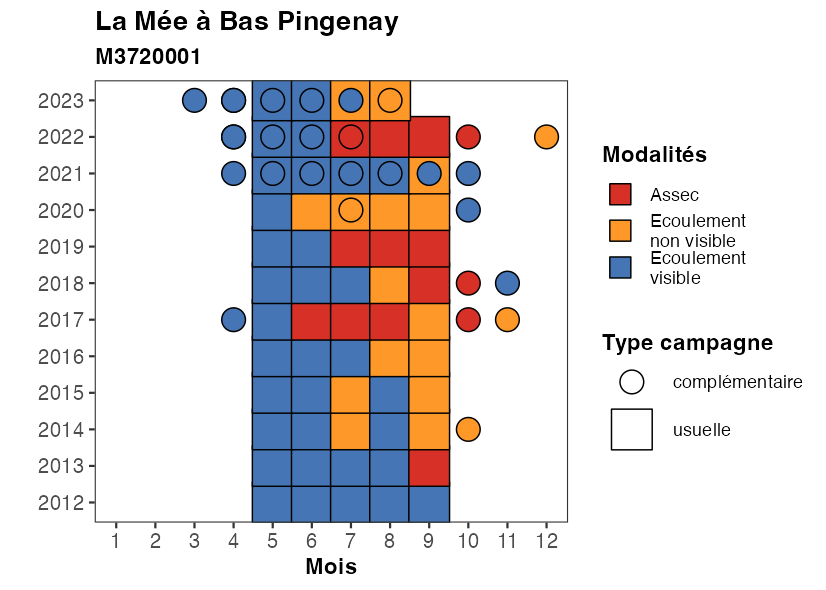 La Mée à Bas Pingenay
M3720001
2023
2022
2021
2020
2019
2018
2017
2016
2015
2014
2013
2012
1 2 3 4 5 6 7 8 9 10 11 12
Mois
Modalités
Assec
Ecoulement
non visible
Ecoulement
visible
Type campagne
complémentaire
usuelle